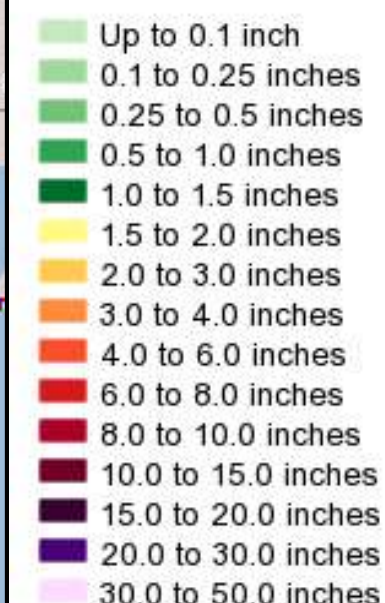 Up to 0.1 inch
0.1 to 0.25 inches
0.25 to 0.5 inches
0.5 to 1.0 inches
1.0 to 1.5 inches
1.5 to 2.0 inches
2.0 to 3.0 inches
3.0 to 4.0 inches
4.0 to 6.0 inches
6.0 to 8.0 inches
8.0 to 10.0 inches
10.0 to 15.0 inches
15.0 to 20.0 inches
20.0 to 30.0 inches
30.0 to 50.0 inches